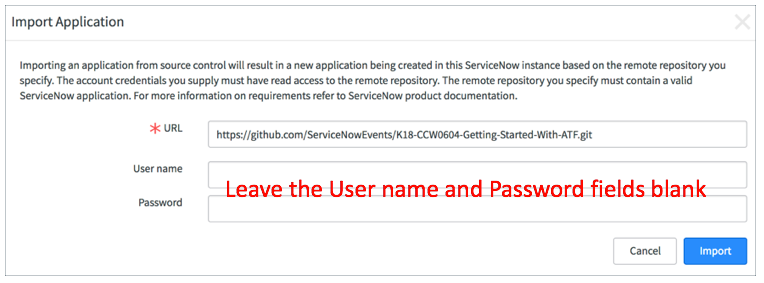 Import Application
Importing an application from source control will result in a new application being created in this ServiceNow instance based on the remote repository you
specify. The account credentials you supply must have read access to the remote repository. The remote repository you specify must contain a valid
ServiceNow application. For more information on requirements refer to ServiceNow product documentation.
URL
https://github.com/ServiceNowEvents/K18-CCW0604-Getting-Started-With-ATF.git
User name
Leave the User name and Password fields blank
Password
Cancel
Import